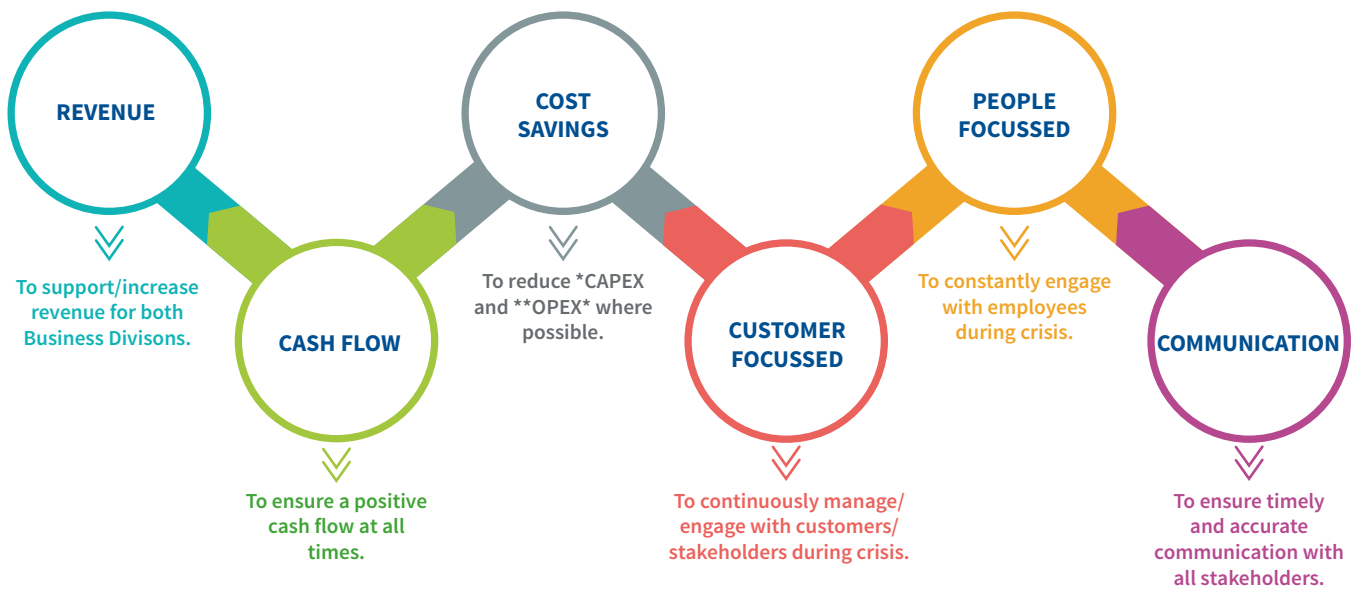 REVENUE
To support/increase
revenue for both
Business Divisons.
CASH FLOW
To ensure a positive
cash flow at all
times.
COST
SAVINGS
To reduce *CAPEX
and **OPEX* where
possible.
CUSTOMER
FOCUSSED
To continuously manage/
engage with customers/
stakeholders during crisis.
PEOPLE
FOCUSSED
To constantly engage
with employees
during crisis.
COMMUNICATION
To ensure timely
and accurate
communication with
all stakeholders.